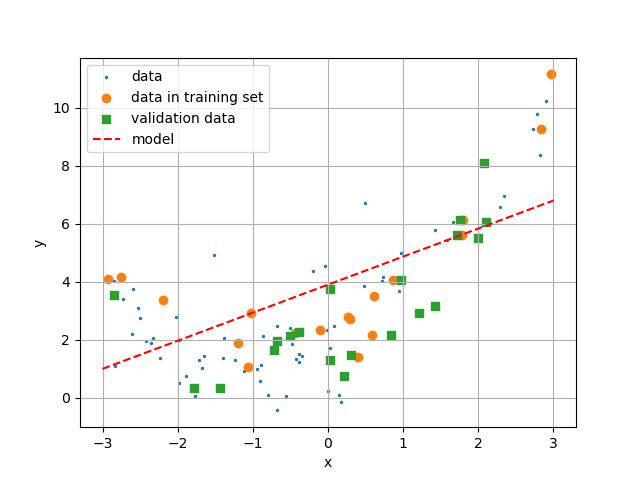 data
data in training set
validation data
model
y
10
8
6
4
2
0
−3
−2
−1
0
1
2
3
x